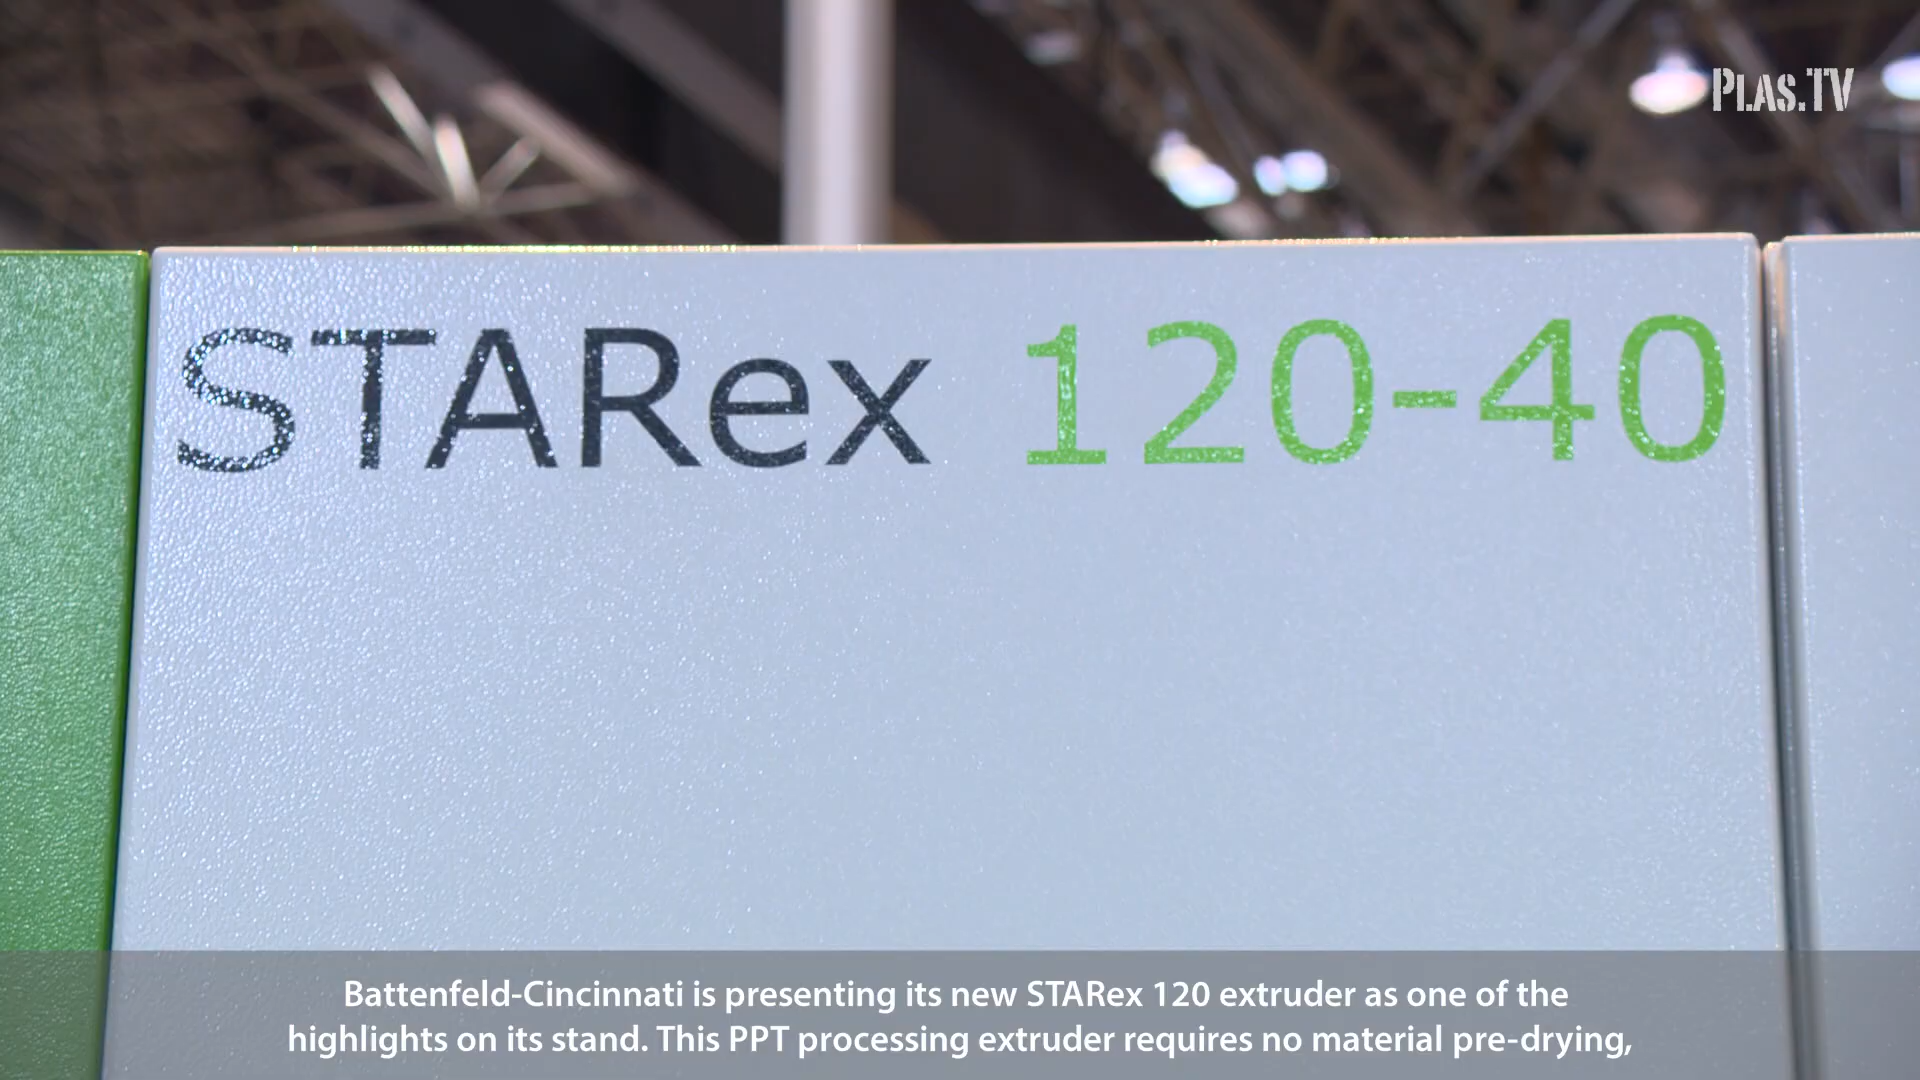 PLAS.TV
STARex 120-40
Battenfeld-Cincinnati is presenting its new STARex 120 extruder as one of the
highlights on its stand. This PPT processing extruder requires no material pre-drying,